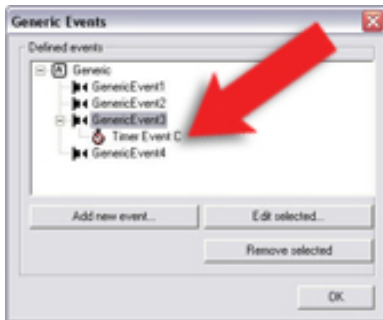 Generic Events
Defined events
Generic
GenericEvent1
GenericEvent2
GenericEvent3
Timer Event
GenericEvent4
Add new event...
Edit selected...
Remove selected
OK